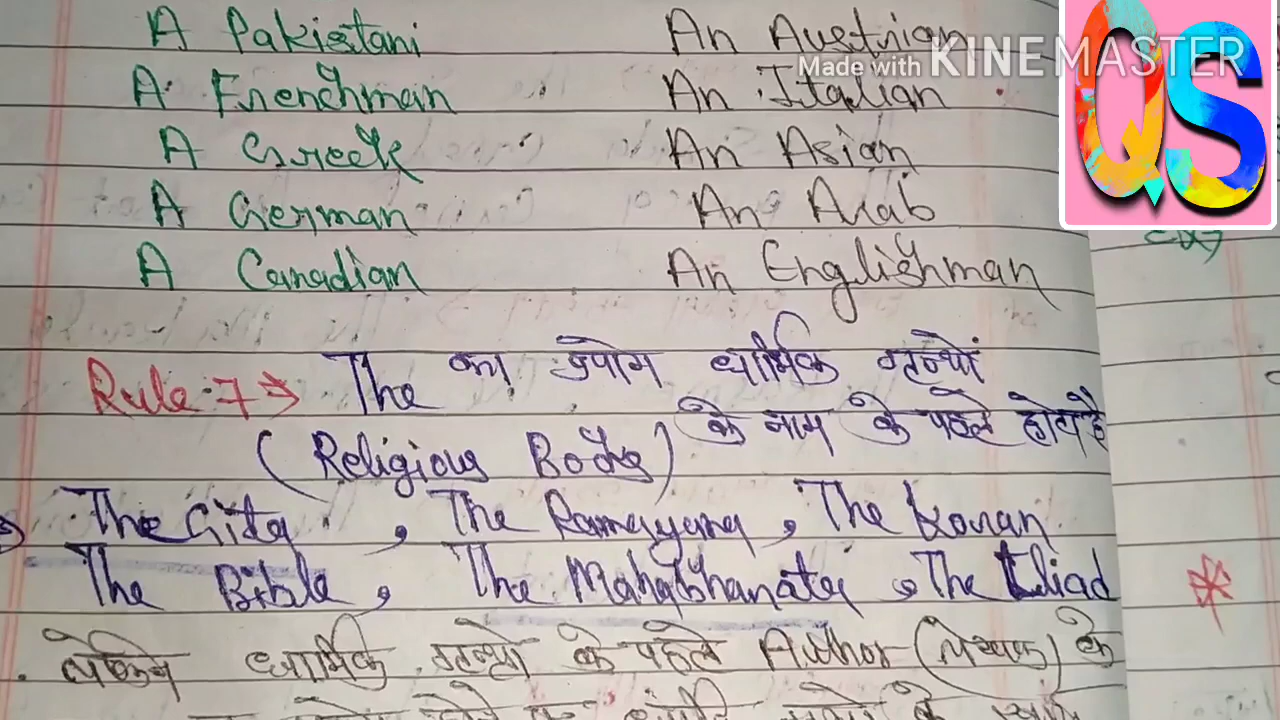 A Pakistani An Austrian
Made with KINEMASTER
A Frenchman An Italian
A Greek An Asian
A German An Arab
A Canadian An Englishman
QS
Rule 7⇒ The का उपयोग धार्मिक ग्रन्थों
(Religious Books) के नाम के पहले होता है
The Gita , The Ramayana , The Koran
The Bible , The Mahabharata , The Iliad
लेकिन धार्मिक ग्रन्थो के पहले Author (लेखक) के